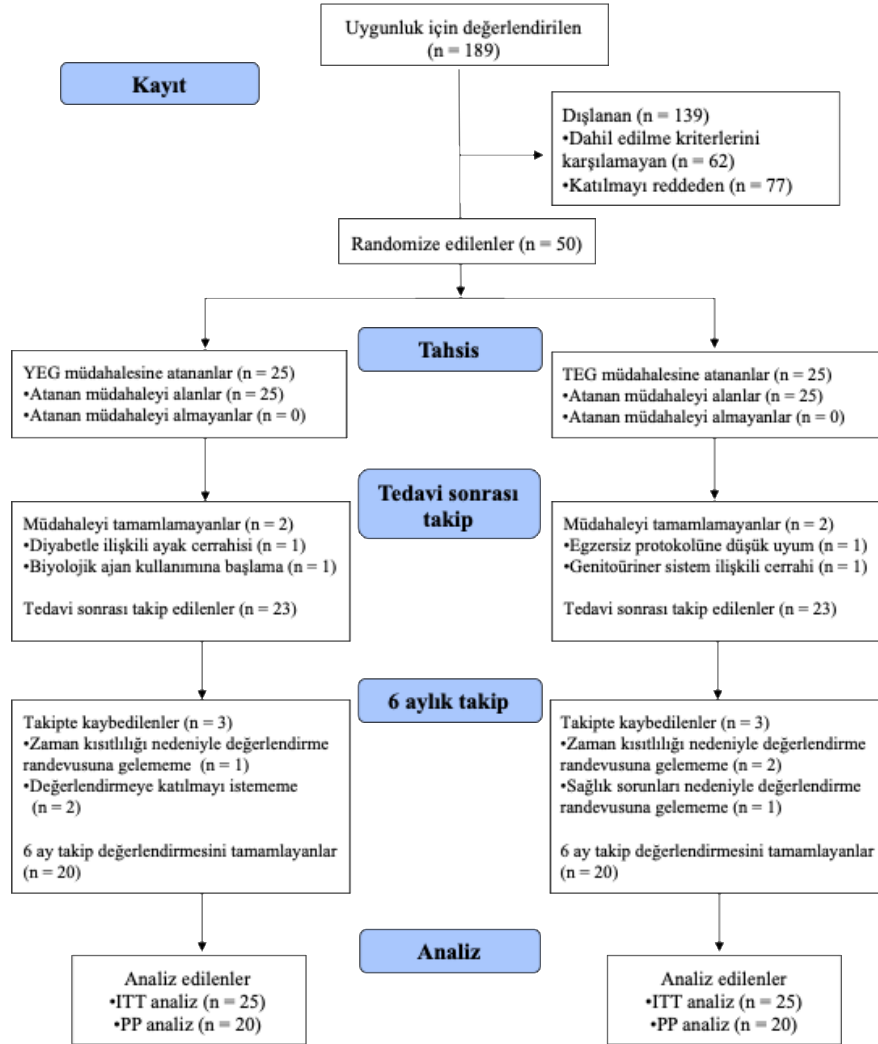 Uygunluk için değerlendirilen
(n = 189)
Kayıt
Dışlanan (n = 139)
•Dahil edilme kriterlerini
karşılamayan (n = 62)
•Katılmayı reddeden (n = 77)
Randomize edilenler (n = 50)
Tahsis
YEG müdahalesine atananlar (n = 25)
•Atanan müdahaleyi alanlar (n = 25)
•Atanan müdahaleyi almayanlar (n = 0)
TEG müdahalesine atananlar (n = 25)
•Atanan müdahaleyi alanlar (n = 25)
•Atanan müdahaleyi almayanlar (n = 0)
Tedavi sonrası
takip
Müdahaleyi tamamlamayanlar (n = 2)
•Diyabetle ilişkili ayak cerrahisi (n = 1)
•Biyolojik ajan kullanımına başlama (n = 1)
Tedavi sonrası takip edilenler (n = 23)
Müdahaleyi tamamlamayanlar (n = 2)
•Egzersiz protokolüne düşük uyum (n = 1)
•Genitoüriner sistem ilişkili cerrahi (n = 1)
Tedavi sonrası takip edilenler (n = 23)
6 aylık takip
Takipte kaybedilenler (n = 3)
•Zaman kısıtlılığı nedeniyle değerlendirme
randevusuna gelememe (n = 1)
•Değerlendirmeye katılmayı istememe
(n = 2)
6 ay takip değerlendirmesini tamamlayanlar
(n = 20)
Takipte kaybedilenler (n = 3)
•Zaman kısıtlılığı nedeniyle değerlendirme
randevusuna gelememe (n = 2)
•Sağlık sorunları nedeniyle değerlendirme
randevusuna gelememe (n = 1)
6 ay takip değerlendirmesini tamamlayanlar
(n = 20)
Analiz
Analiz edilenler
•ITT analiz (n = 25)
•PP analiz (n = 20)
Analiz edilenler
•ITT analiz (n = 25)
•PP analiz (n = 20)